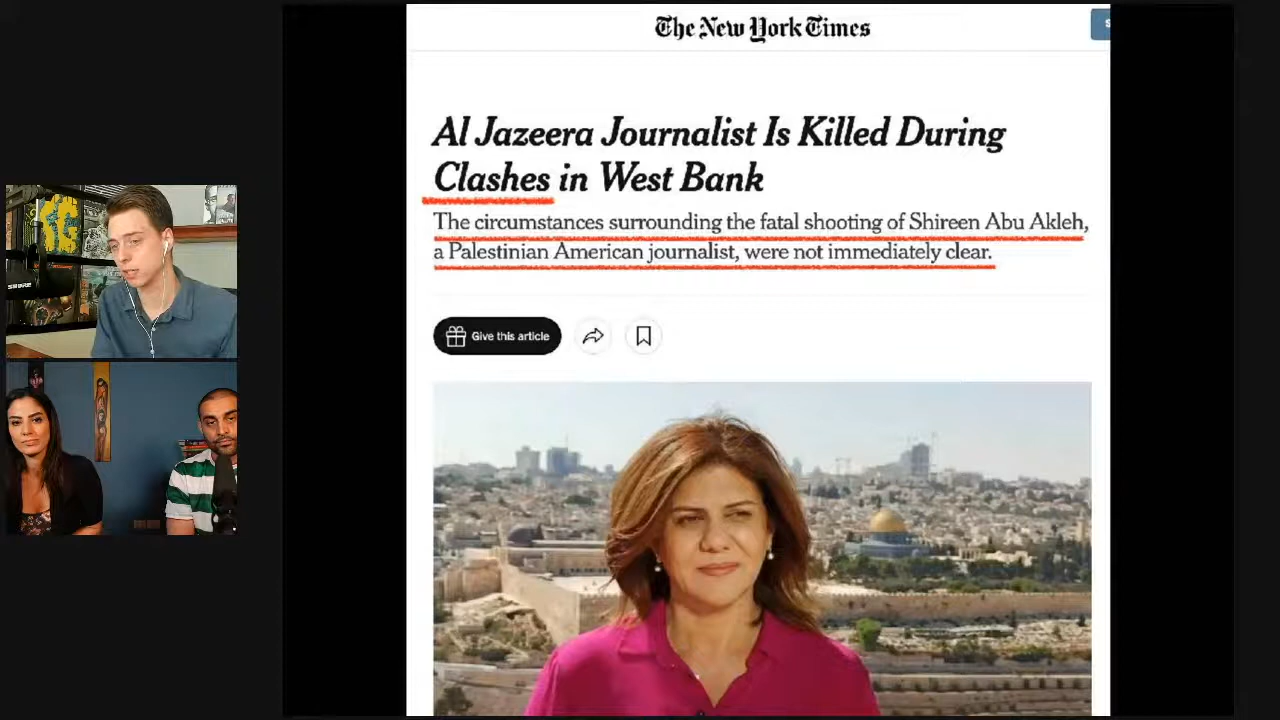 The New York Times
S
Al Jazeera Journalist Is Killed During
Clashes in West Bank
The circumstances surrounding the fatal shooting of Shireen Abu Akleh,
a Palestinian American journalist, were not immediately clear.
Give this article
SHURE